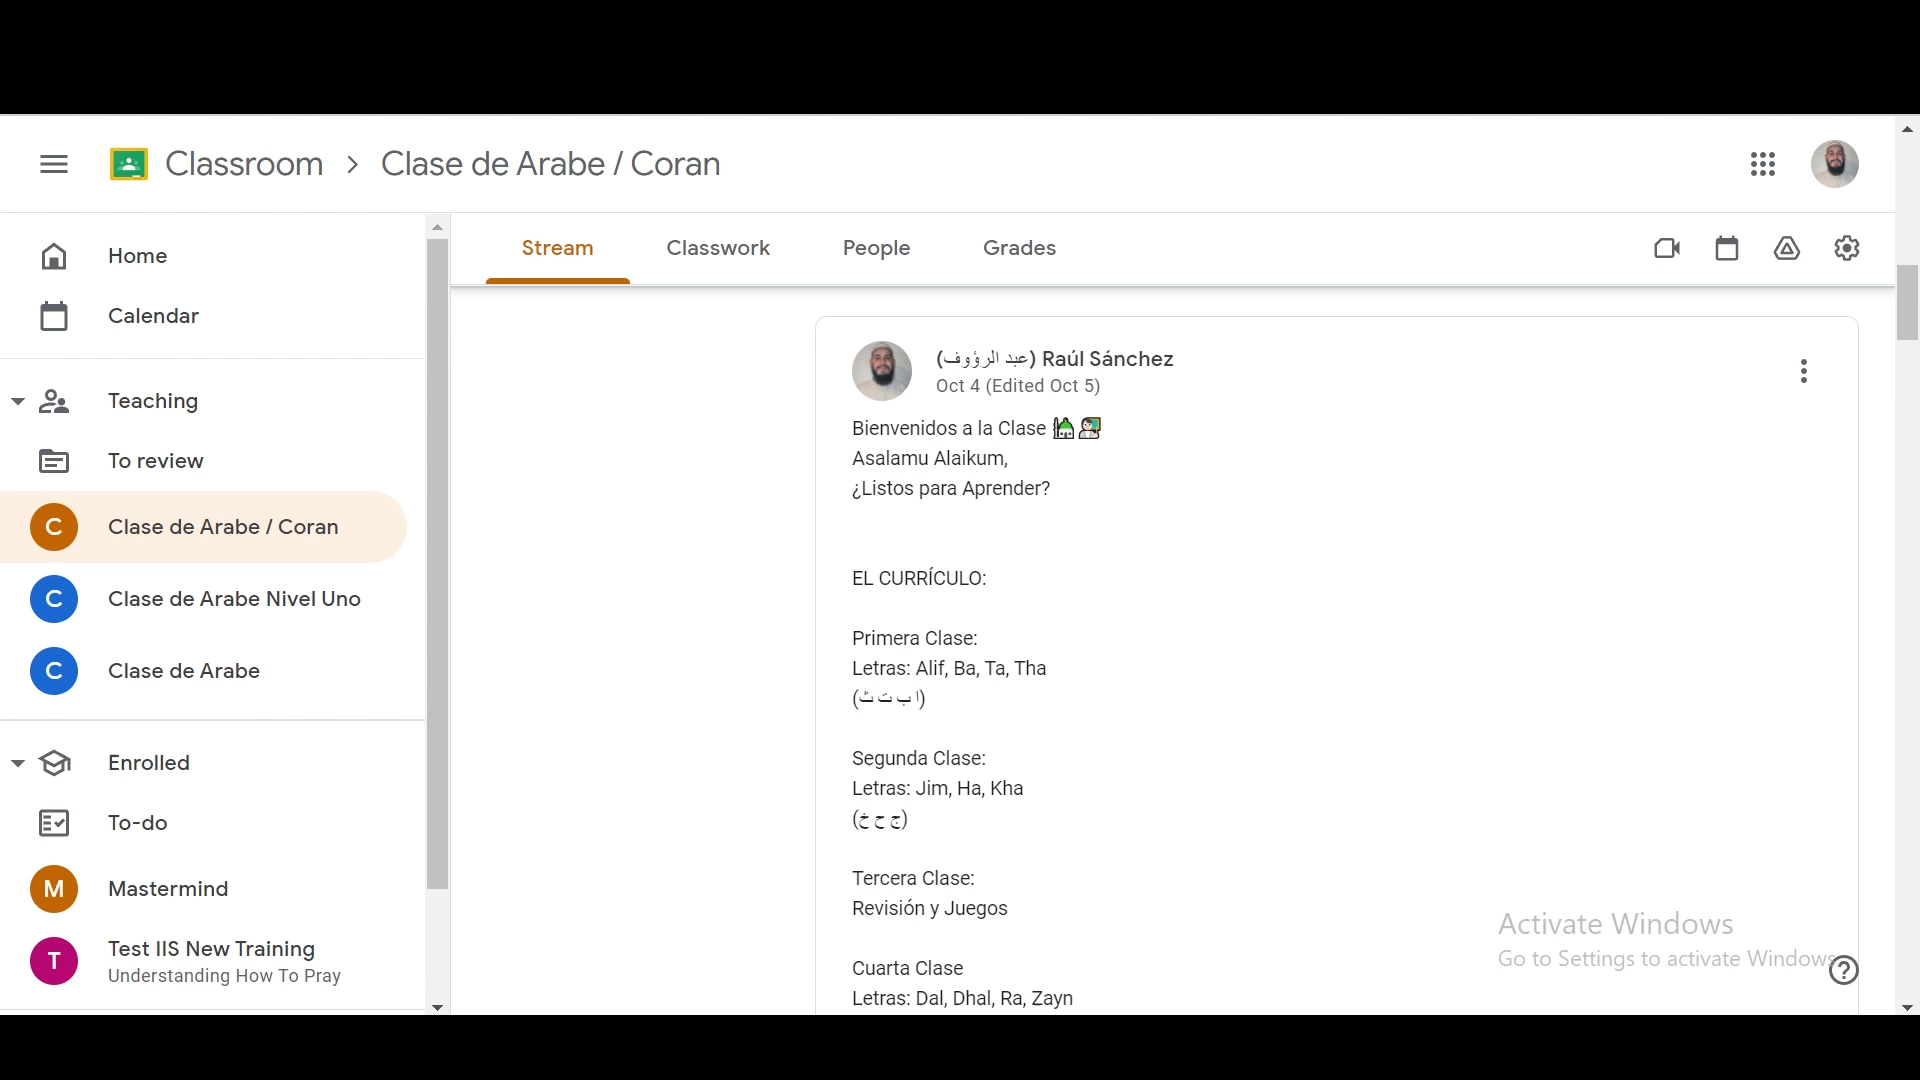 Classroom > Clase de Arabe / Coran
Home
Calendar
Teaching
To review
C Clase de Arabe / Coran
C Clase de Arabe Nivel Uno
C Clase de Arabe
Enrolled
To-do
M Mastermind
T Test IIS New Training
Understanding How To Pray
Stream Classwork People Grades
(عبد الرؤوف) Raúl Sánchez
Oct 4 (Edited Oct 5)
Bienvenidos a la Clase 🕌👨‍🏫
Asalamu Alaikum,
¿Listos para Aprender?
EL CURRÍCULO:
Primera Clase:
Letras: Alif, Ba, Ta, Tha
(ا ب ت ث)
Segunda Clase:
Letras: Jim, Ha, Kha
(ج ح خ)
Tercera Clase:
Revisión y Juegos
Cuarta Clase
Letras: Dal, Dhal, Ra, Zayn
Activate Windows
Go to Settings to activate Windows.